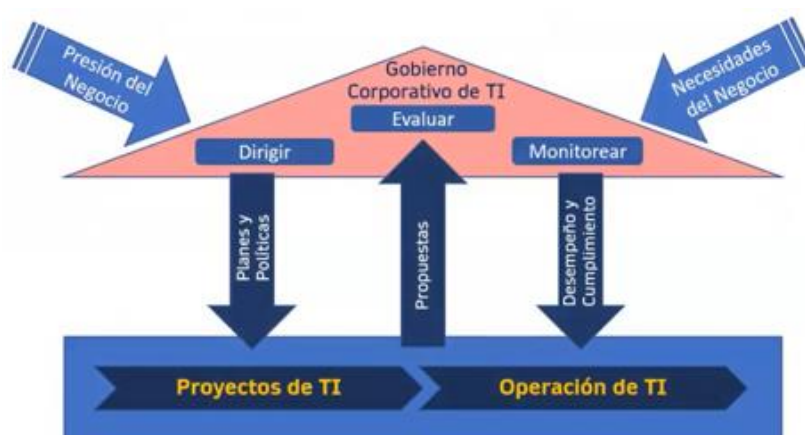 Presión del
Negocio
Necesidades
del Negocio
Gobierno
Corporativo de TI
Evaluar
Dirigir
Monitorear
Planes y
Políticas
Propuestas
Desempeño y
Cumplimiento
Proyectos de TI
Operación de TI